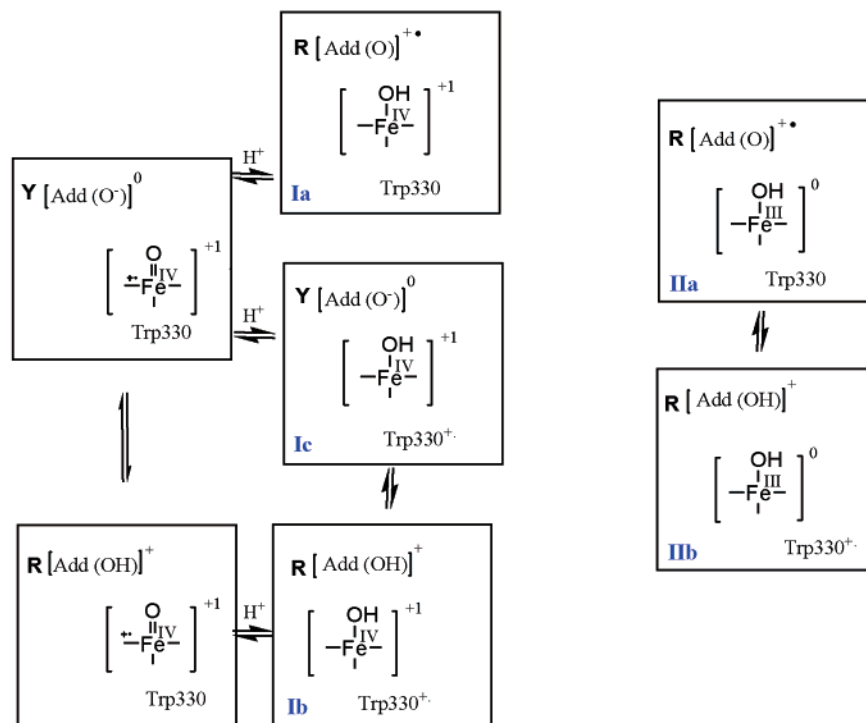 R [Add (O)]+•
[OH
–Fe IV–]+1
Trp330
Ia
H+
Y [Add (O-)]0
[O
+• –Fe IV–]+1
Trp330
H+
Y [Add (O-)]0
[OH
–Fe IV–]+1
Ic
Trp330+.
R [Add (OH)]+
[O
+• –Fe IV–]+1
Trp330
H+
R [Add (OH)]+
[OH
–Fe IV–]+1
Ib
Trp330+.
R [Add (O)]+•
[OH
–Fe III–]0
Trp330
IIa
R [Add (OH)]+
[OH
–Fe III–]0
IIb
Trp330+.